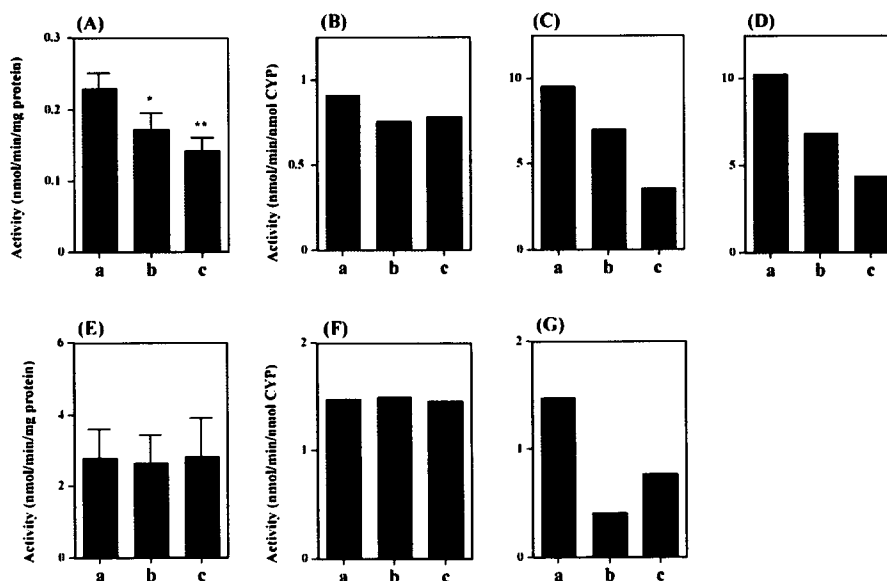 (A) (B) (C) (D)
Activity (nmol/min/mg protein)
0.3
0.2
0.1
0
*
**
a b c
Activity (nmol/min/nmol CYP)
1
0.5
0
a b c
10
5
0
a b c
10
5
0
a b c
(E) (F) (G)
Activity (nmol/min/mg protein)
6
4
2
0
a b c
Activity (nmol/min/nmol CYP)
2
1
0
a b c
2
1
0
a b c